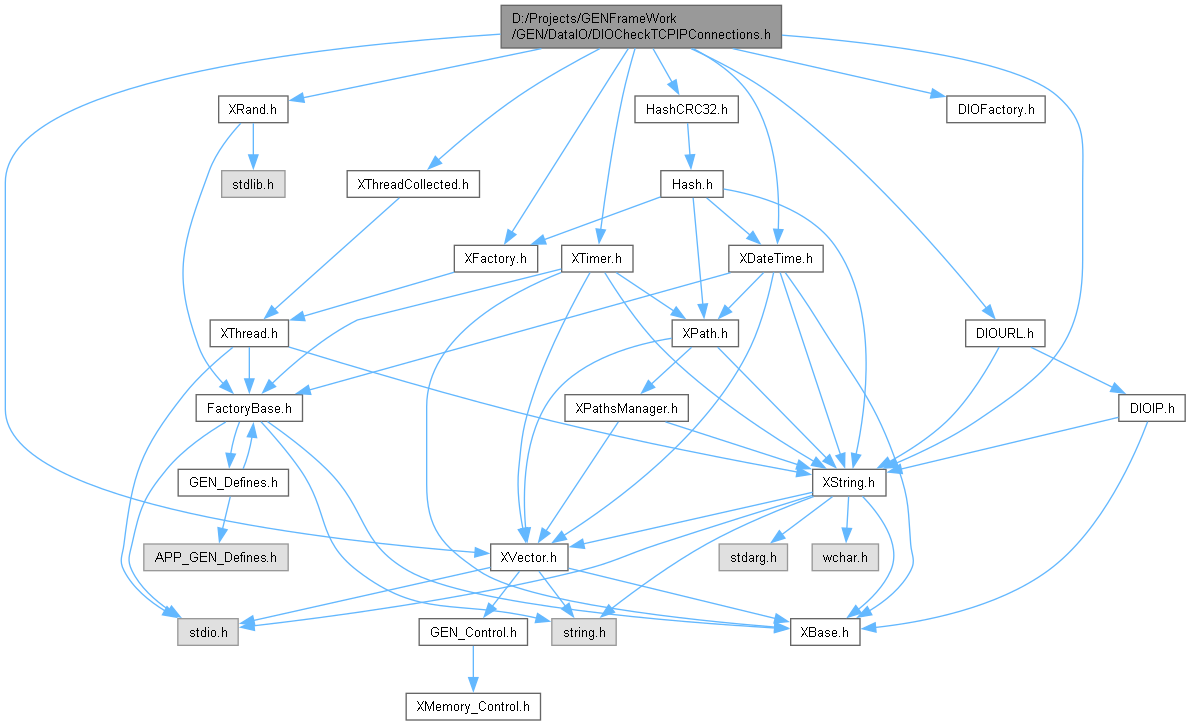 D:/Projects/GENFrameWork
/GEN/DataIO/DIOCheckTCPIPConnections.h
XRand.h
HashCRC32.h
DIOFactory.h
stdlib.h
XThreadCollected.h
Hash.h
XFactory.h
XTimer.h
XDateTime.h
XThread.h
XPath.h
DIOURL.h
FactoryBase.h
XPathsManager.h
DIOIP.h
GEN_Defines.h
XString.h
APP_GEN_Defines.h
XVector.h
stdarg.h
wchar.h
stdio.h
GEN_Control.h
string.h
XBase.h
XMemory_Control.h